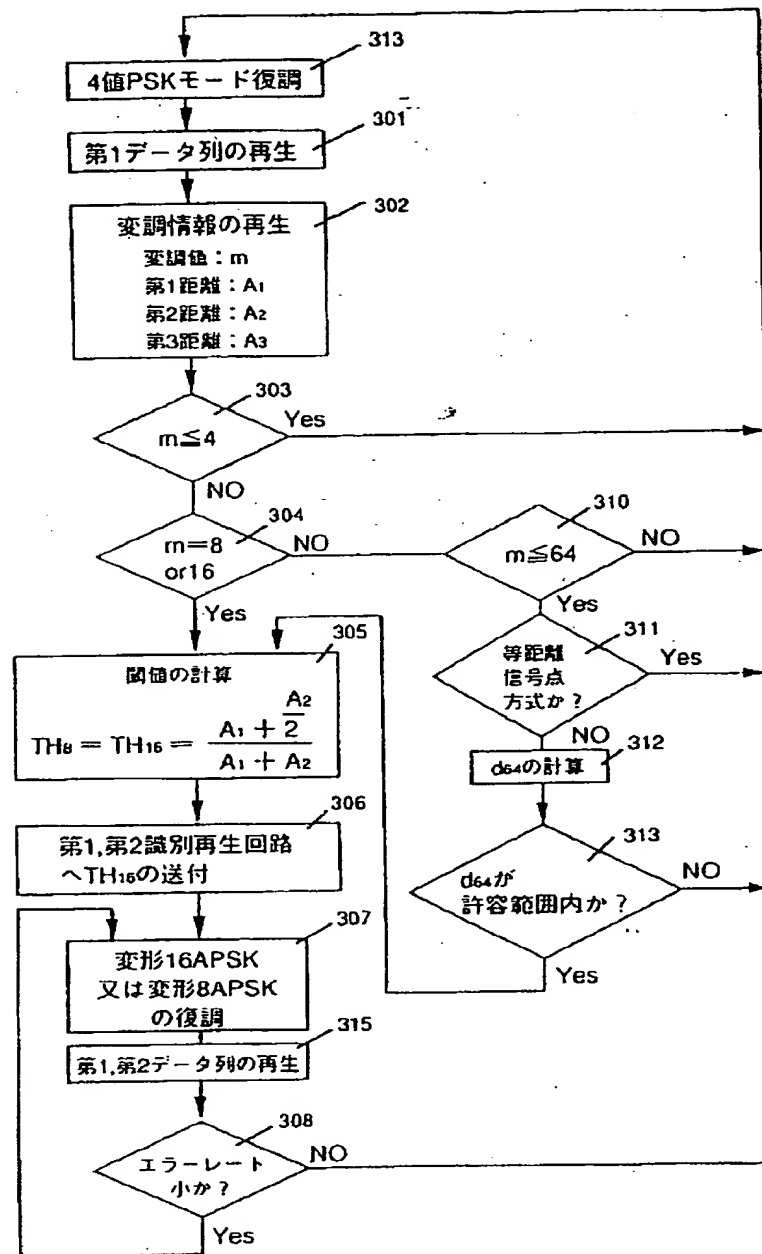 313
4値PSKモード復調
301
第1データ列の再生
302
変調情報の再生
変調値:m
第1距離:A1
第2距離:A2
第3距離:A3
303
m≦4
Yes
NO
304
m=8
or16
NO
Yes
310
m≦64
NO
Yes
311
等距離
信号点
方式か?
Yes
NO
312
d64の計算
313
d64が
許容範囲内か?
NO
Yes
305
閾値の計算
TH8 = TH16 = (A1 + A2/2) / (A1 + A2)
306
第1,第2識別再生回路
へTH16の送付
307
変形16APSK
又は変形8APSK
の復調
315
第1,第2データ列の再生
308
エラーレート
小か?
NO
Yes